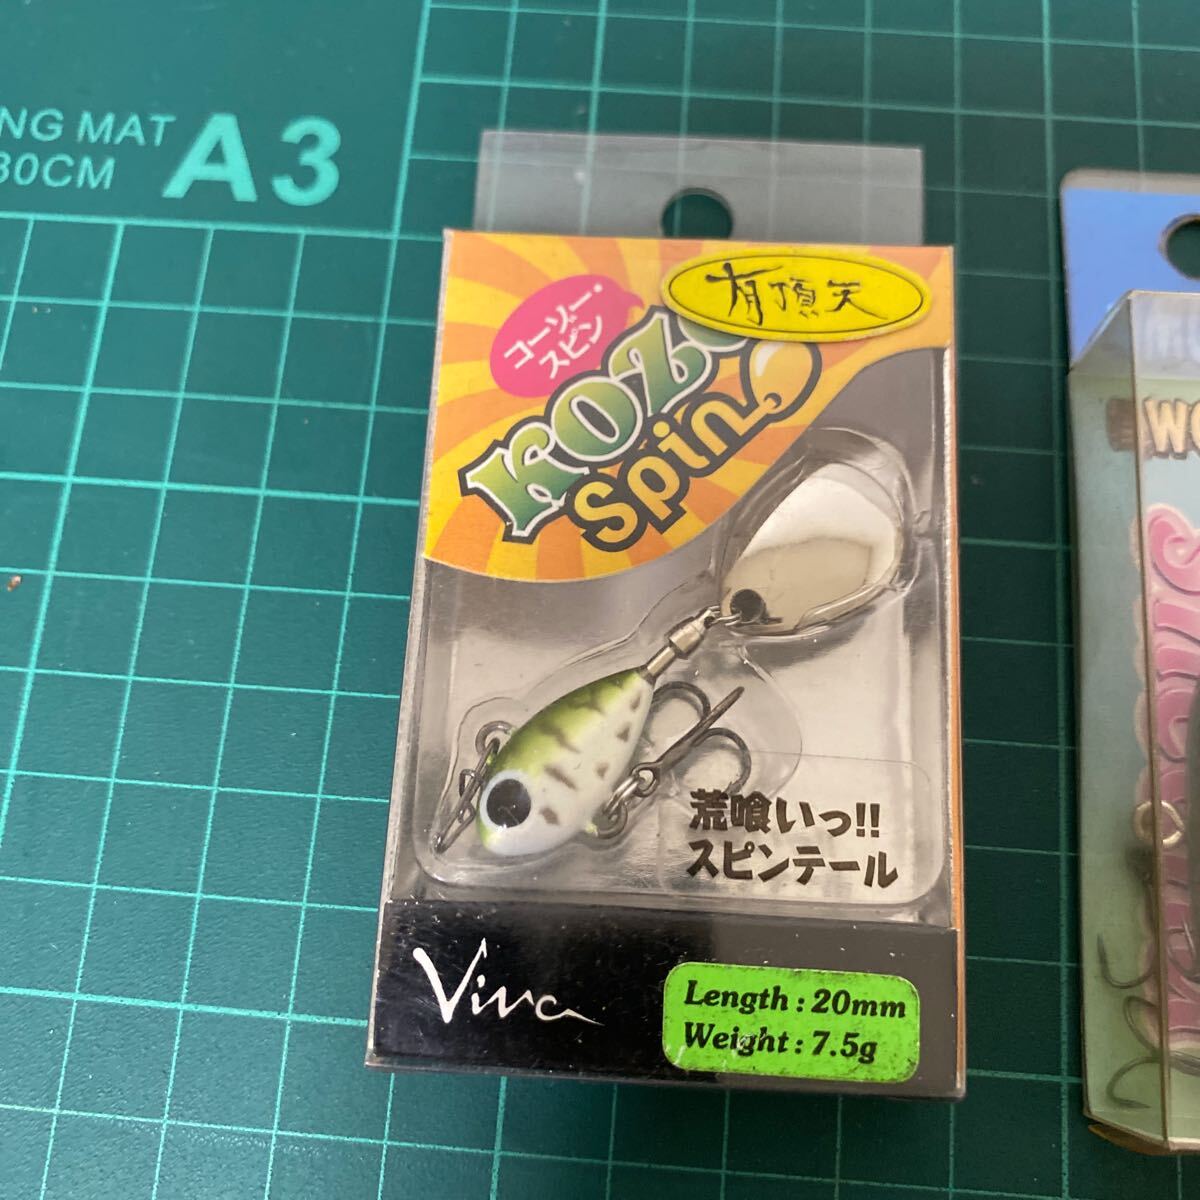 NG MAT
30CM
A3
有頂天
コーゾー・
スピン
KOZO
Spin
荒喰いっ!!
スピンテール
Viva
Length : 20mm
Weight : 7.5g